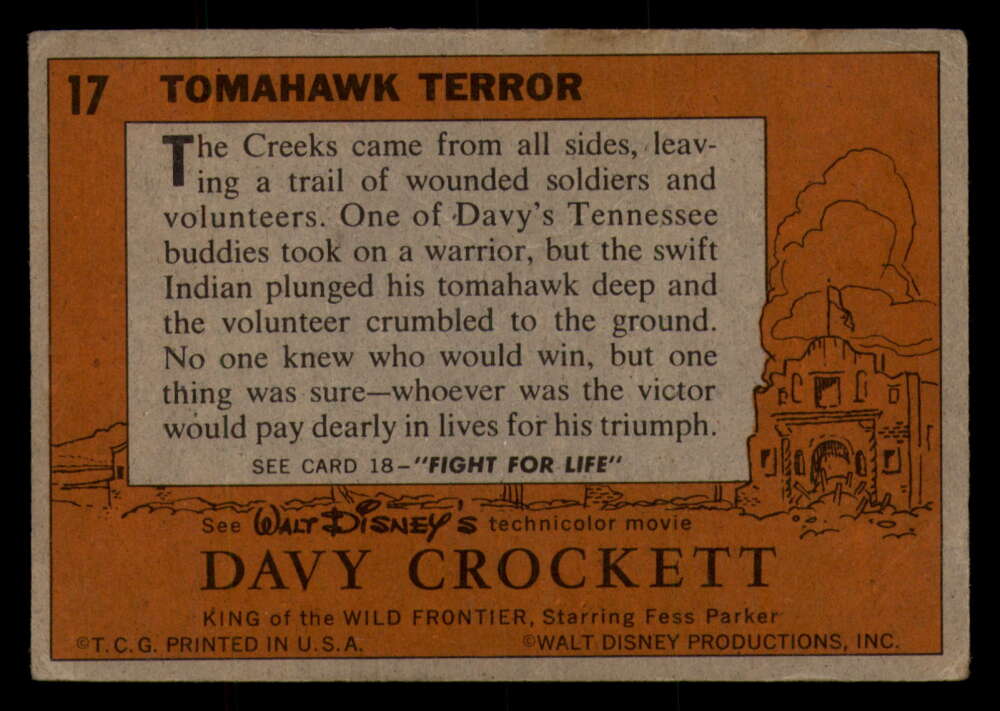 17 TOMAHAWK TERROR
The Creeks came from all sides, leav-
ing a trail of wounded soldiers and
volunteers. One of Davy's Tennessee
buddies took on a warrior, but the swift
Indian plunged his tomahawk deep and
the volunteer crumbled to the ground.
No one knew who would win, but one
thing was sure—whoever was the victor
would pay dearly in lives for his triumph.
SEE CARD 18-"FIGHT FOR LIFE"
See WALT DISNEY'S technicolor movie
DAVY CROCKETT
KING of the WILD FRONTIER, Starring Fess Parker
©T.C.G. PRINTED IN U.S.A. ©WALT DISNEY PRODUCTIONS, INC.